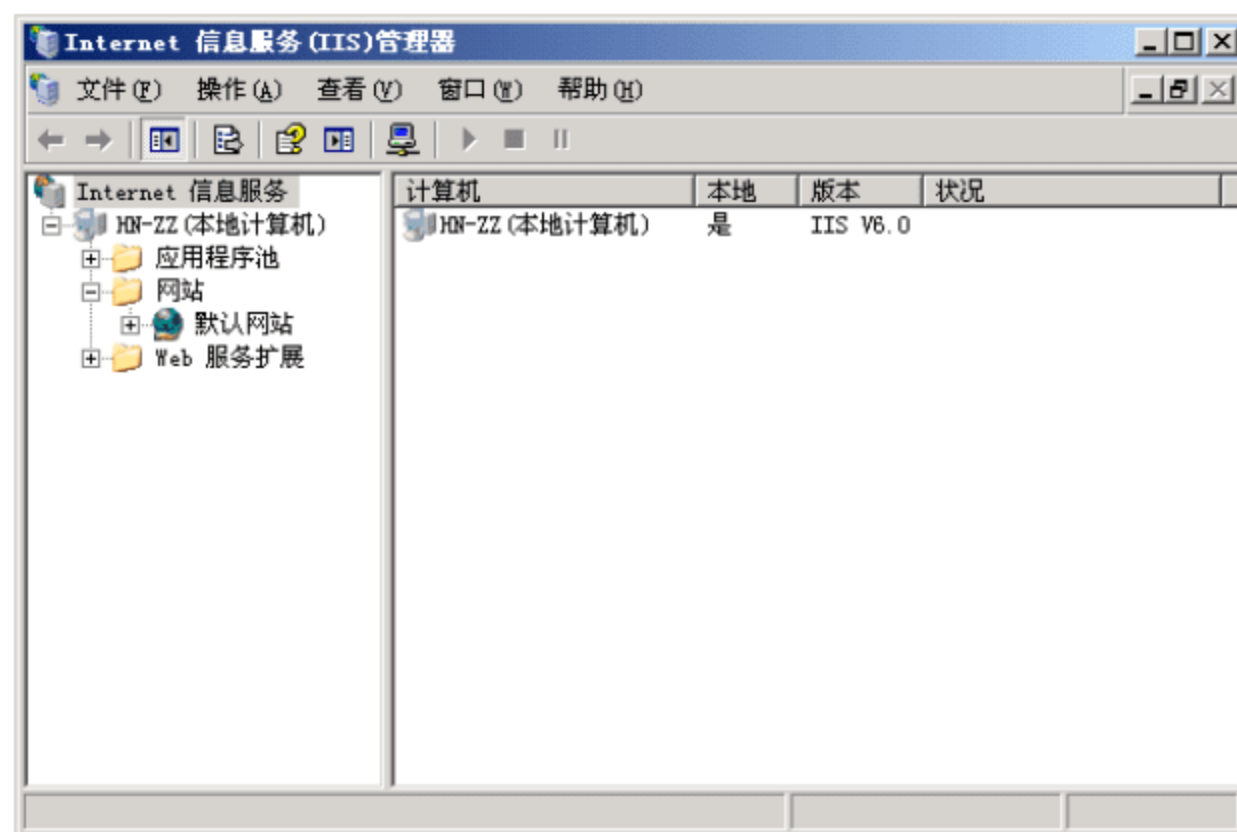 Internet 信息服务(IIS)管理器
文件(F) 操作(A) 查看(V) 窗口(W) 帮助(H)
Internet 信息服务
HN-ZZ(本地计算机)
应用程序池
网站
默认网站
Web 服务扩展
计算机 本地 版本 状况
HN-ZZ(本地计算机) 是 IIS V6.0